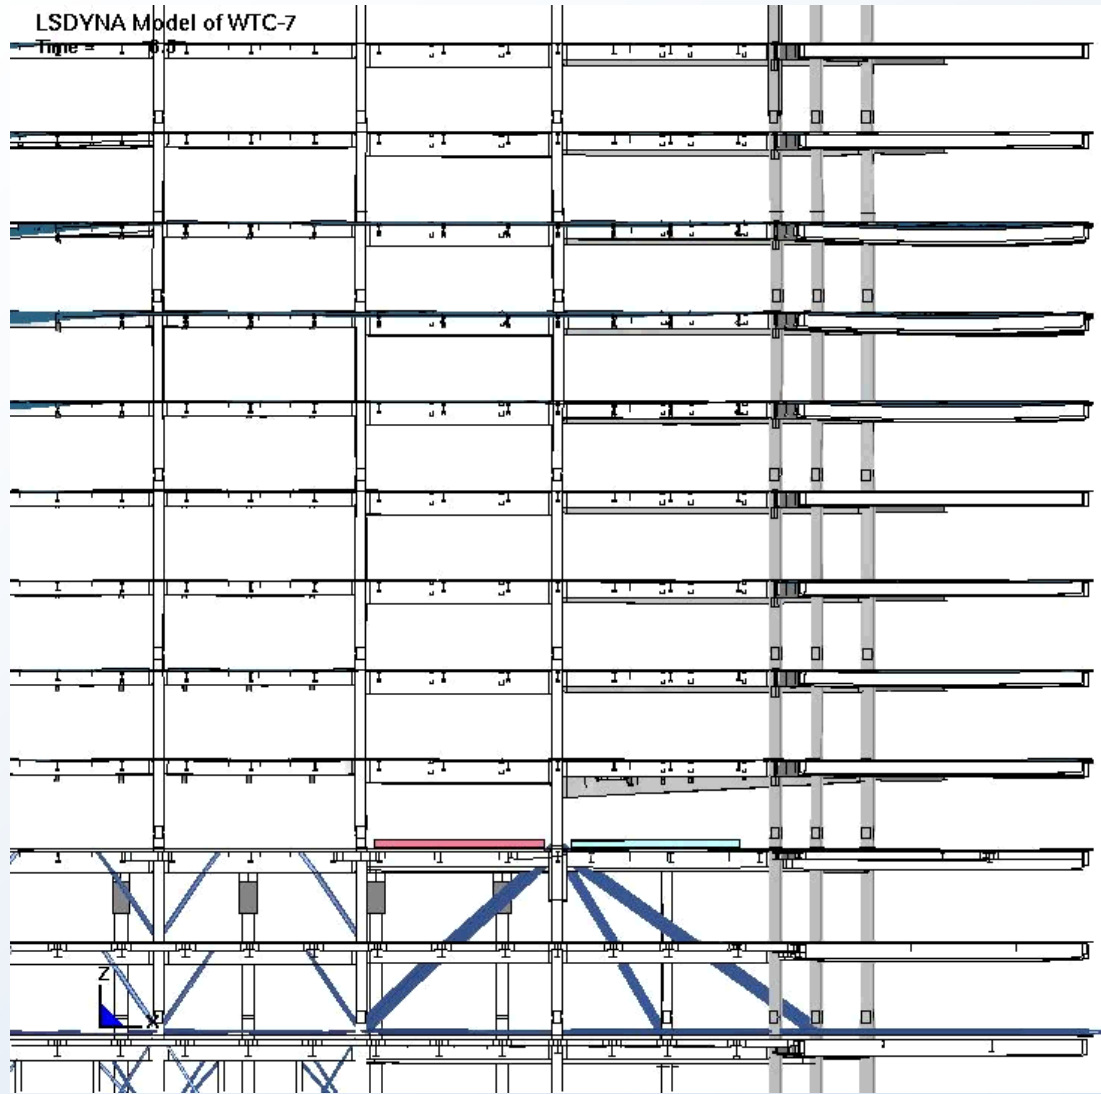 LSDYNA Model of WTC-7
Time =
Z
X